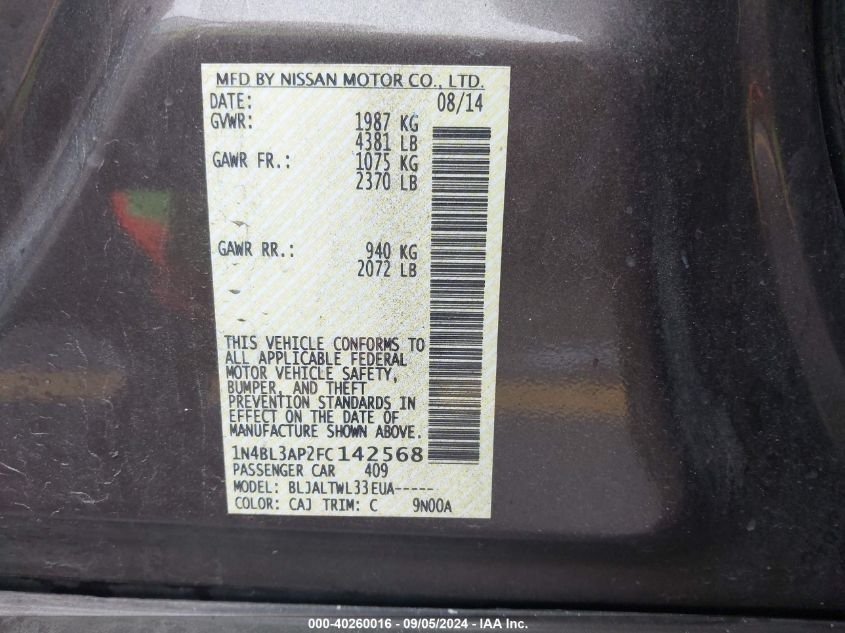 MFD BY NISSAN MOTOR CO., LTD.
DATE: 08/14
GVWR: 1987 KG
4381 LB
GAWR FR.: 1075 KG
2370 LB
GAWR RR.: 940 KG
2072 LB
THIS VEHICLE CONFORMS TO
ALL APPLICABLE FEDERAL
MOTOR VEHICLE SAFETY,
BUMPER, AND THEFT
PREVENTION STANDARDS IN
EFFECT ON THE DATE OF
MANUFACTURE SHOWN ABOVE.
1N4BL3AP2FC142568
PASSENGER CAR 409
MODEL: BLJALTWL33EUA-----
COLOR: CAJ TRIM: C 9N00A
000-40260016 - 09/05/2024 - IAA Inc.